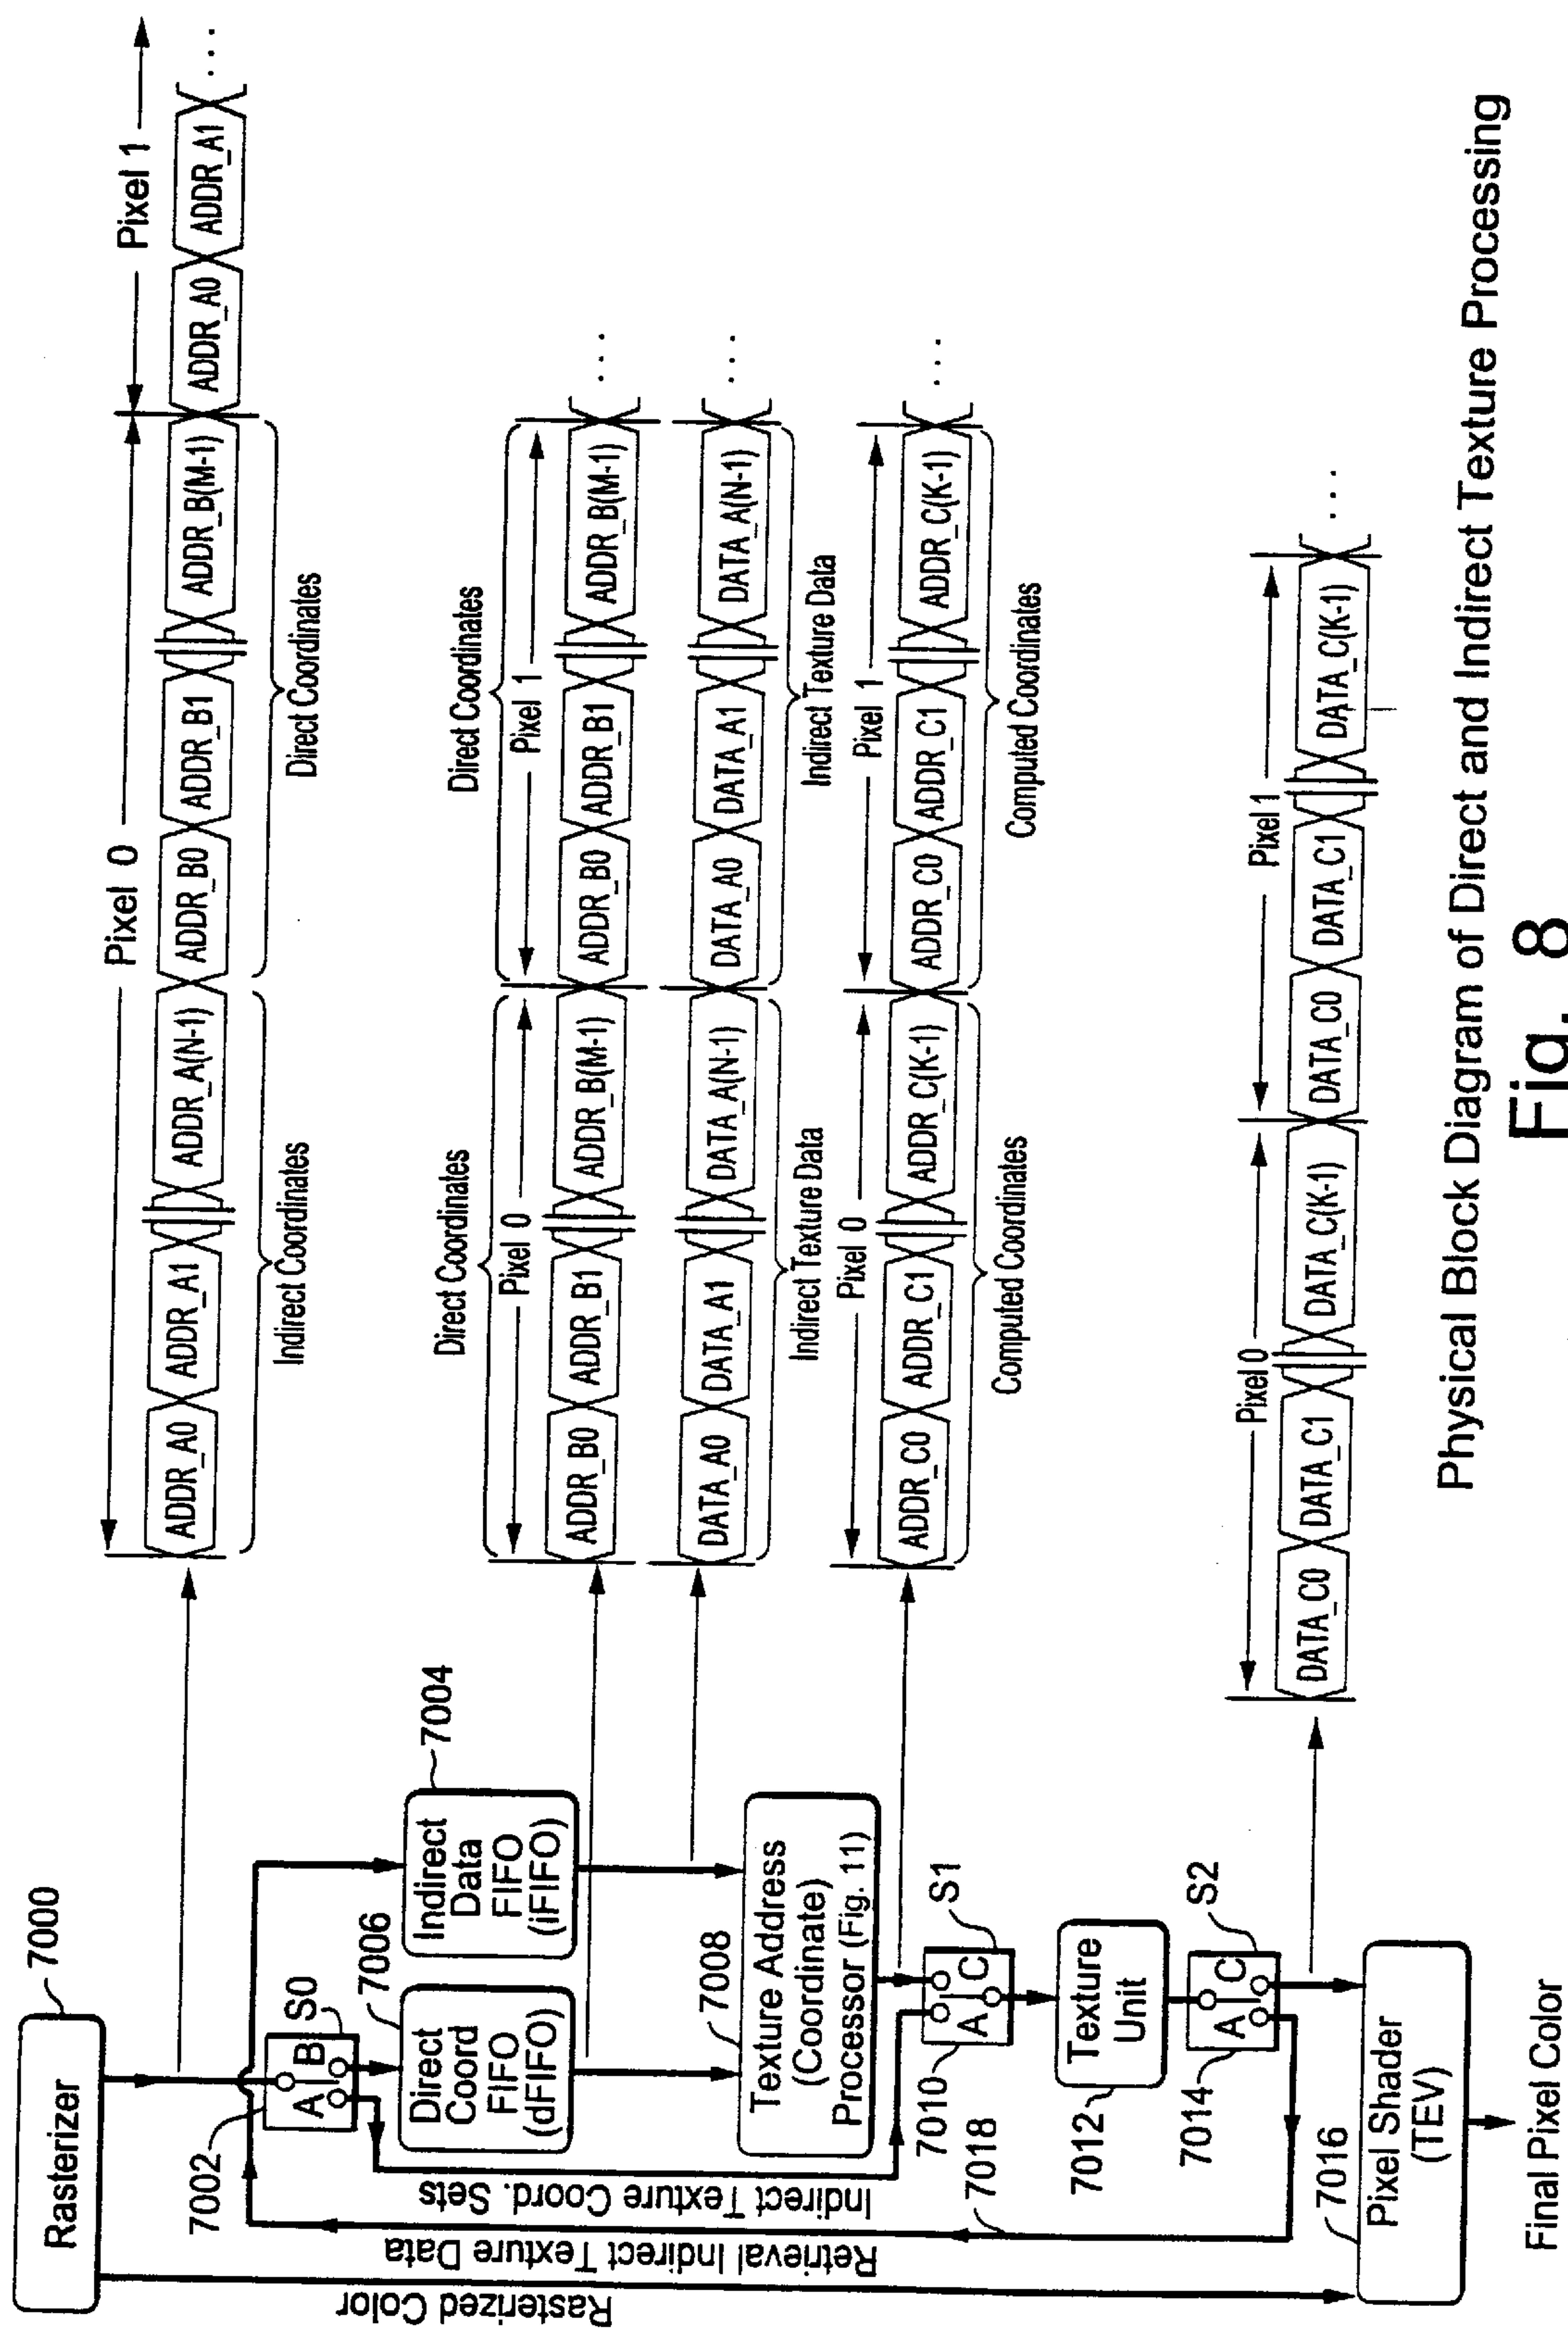 Rasterizer
7000
Pixel 0
Pixel 1
ADDR_A0
ADDR_A1
ADDR_A(N-1)
ADDR_B0
ADDR_B1
ADDR_B(M-1)
ADDR_A0
ADDR_A1
...
Indirect Coordinates
Direct Coordinates
7002
A
B
S0
7006
Direct
Coord
FIFO
(dFIFO)
Indirect
Data
FIFO
(iFIFO)
7004
Direct Coordinates
Direct Coordinates
Pixel 0
Pixel 1
ADDR_B0
ADDR_B1
ADDR_B(M-1)
ADDR_B0
ADDR_B1
ADDR_B(M-1)
...
DATA_A0
DATA_A1
DATA_A(N-1)
DATA_A0
DATA_A1
DATA_A(N-1)
...
Indirect Texture Data
Indirect Texture Data
7008
Texture Address
(Coordinate)
Processor (Fig. 11)
Pixel 0
Pixel 1
ADDR_C0
ADDR_C1
ADDR_C(K-1)
ADDR_C0
ADDR_C1
ADDR_C(K-1)
...
Computed Coordinates
Computed Coordinates
7010
A
C
S1
7018
7012
Texture
Unit
7014
A
C
S2
Pixel 0
Pixel 1
DATA_C0
DATA_C1
DATA_C(K-1)
DATA_C0
DATA_C1
DATA_C(K-1)
...
Rasterized Color
Retrieval Indirect Texture Data
Indirect Texture Coord. Sets
7016
Pixel Shader
(TEV)
Final Pixel Color
Physical Block Diagram of Direct and Indirect Texture Processing
Fig. 8